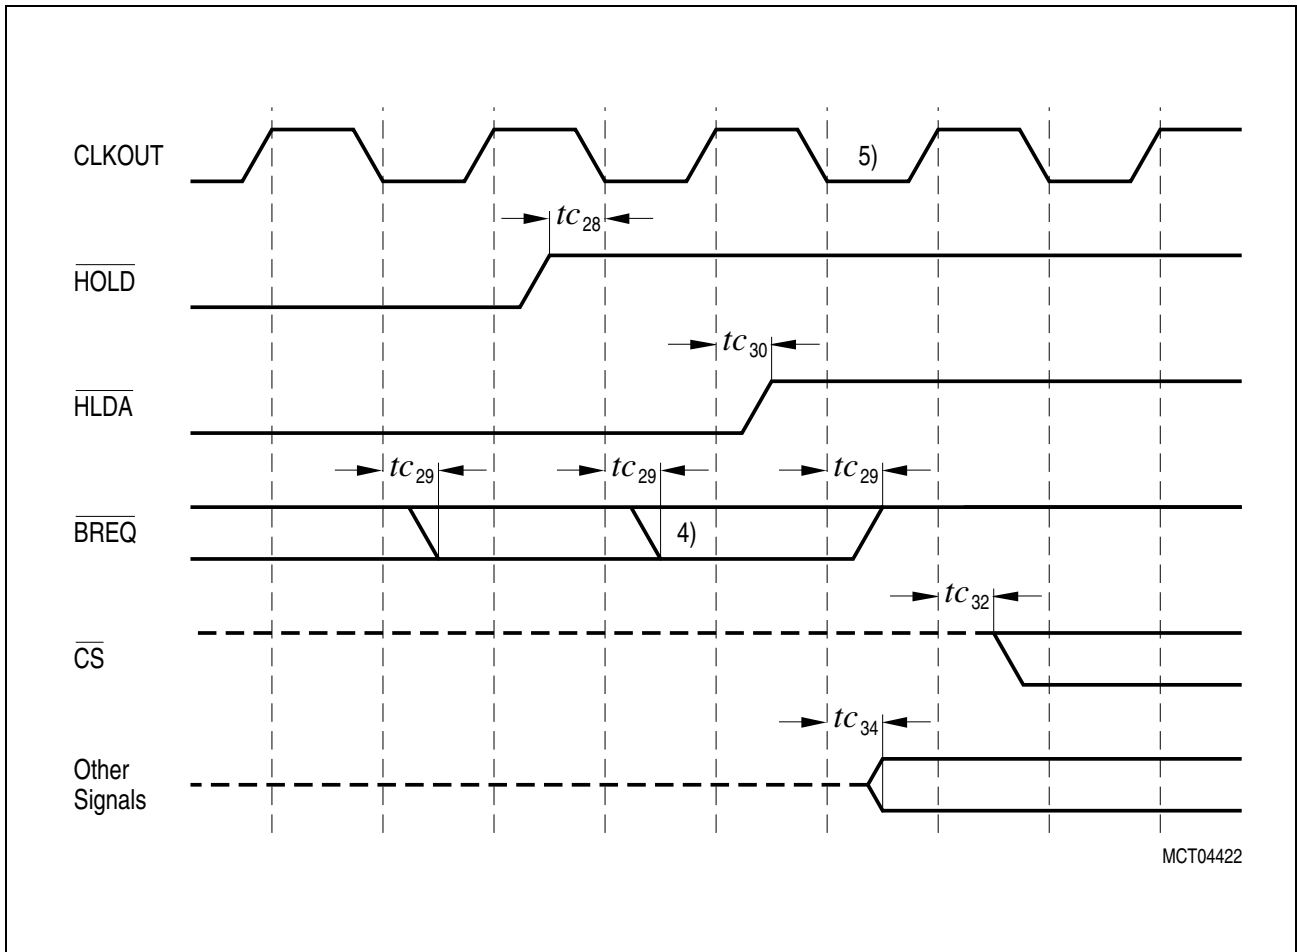 CLKOUT
5)
tc28
HOLD
tc30
HLDA
tc29 tc29 tc29
BREQ
4)
tc32
CS
tc34
Other
Signals
MCT04422